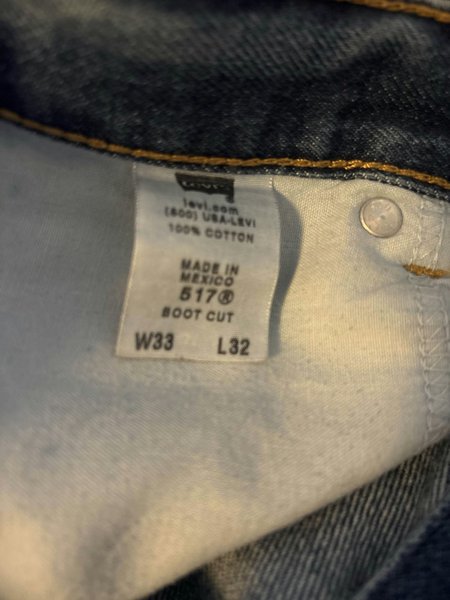 levi.com
(800) USA-LEVI
100% COTTON
MADE IN
MEXICO
517®
BOOT CUT
W33 L32